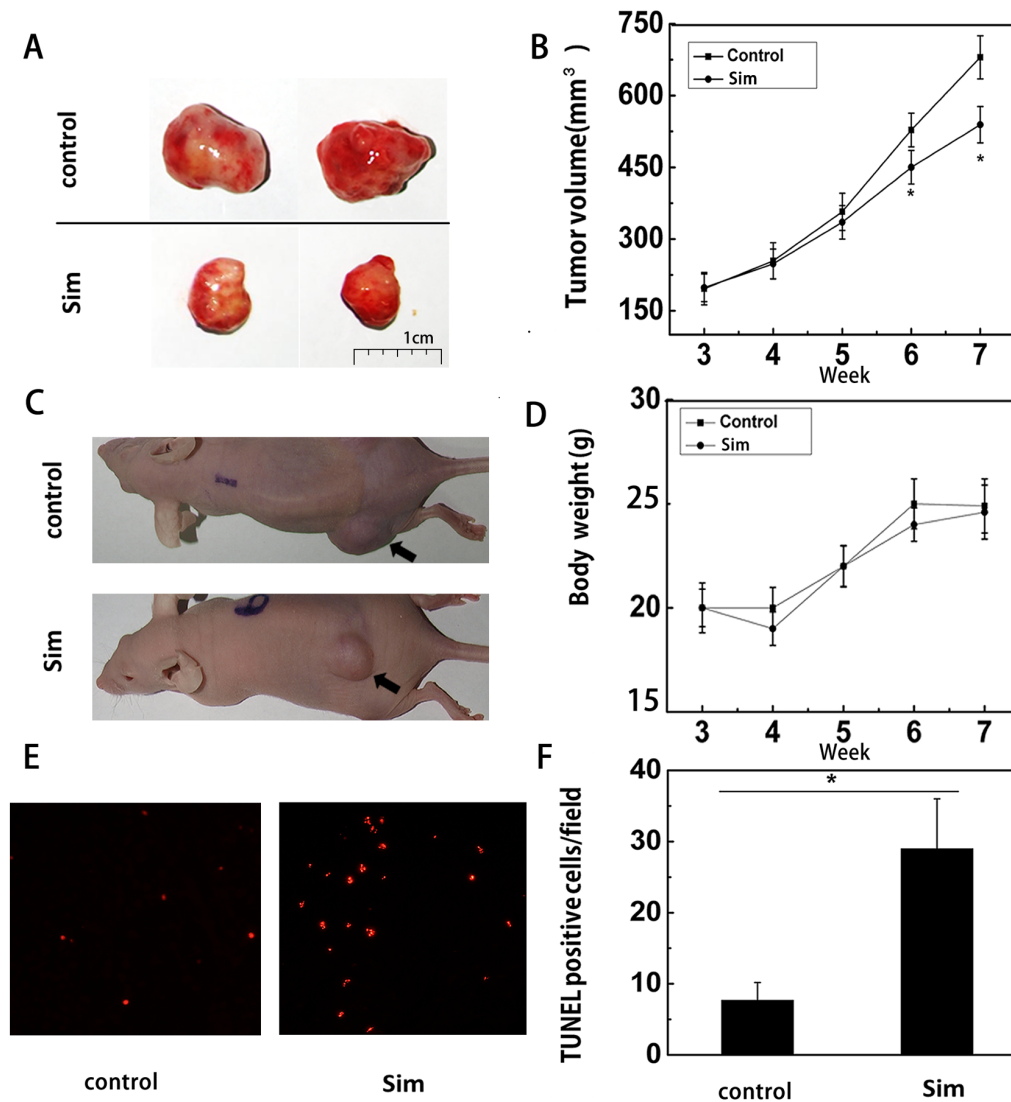 A
control
Sim
1cm
B
Tumor volume(mm³ )
750
600
450
300
150
Control
Sim
*
*
3 4 5 6 7
Week
C
control
Sim
D
Body weight (g)
30
25
20
15
Control
Sim
3 4 5 6 7
Week
E
control
Sim
F
TUNEL positive cells/field
40
30
20
10
0
*
control
Sim